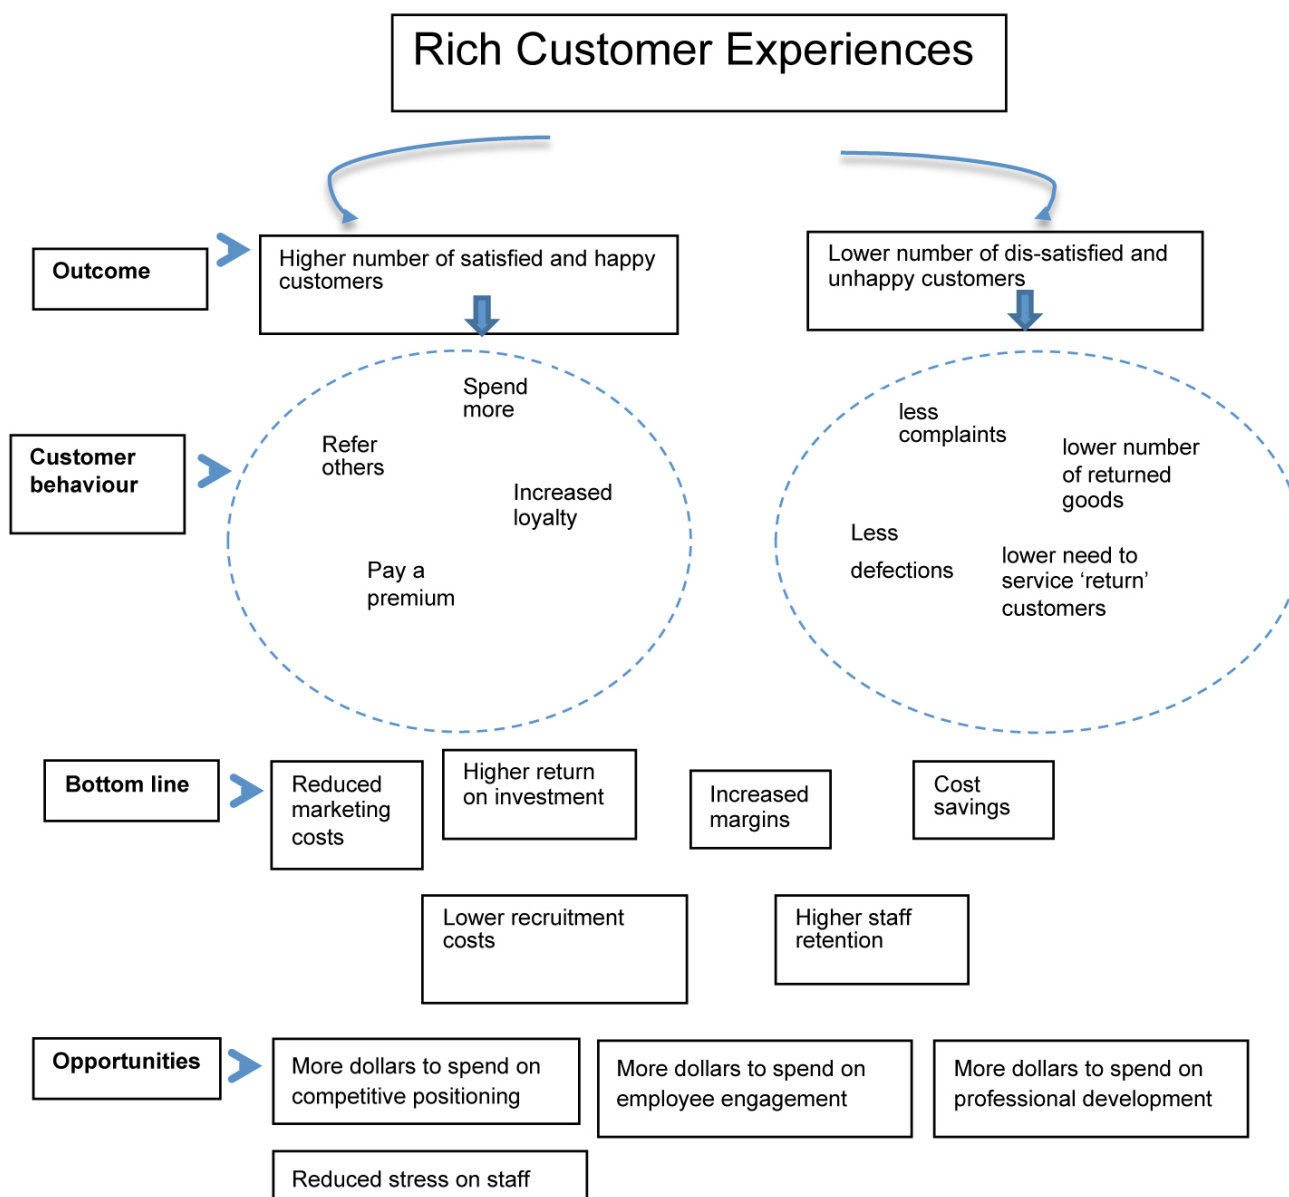 Rich Customer Experiences
Outcome
Higher number of satisfied and happy
customers
Lower number of dis-satisfied and
unhappy customers
Customer
behaviour
Spend
more
Refer
others
Increased
loyalty
Pay a
premium
less
complaints
lower number
of returned
goods
Less
defections
lower need to
service ‘return’
customers
Bottom line
Reduced
marketing
costs
Higher return
on investment
Increased
margins
Cost
savings
Lower recruitment
costs
Higher staff
retention
Opportunities
More dollars to spend on
competitive positioning
More dollars to spend on
employee engagement
More dollars to spend on
professional development
Reduced stress on staff